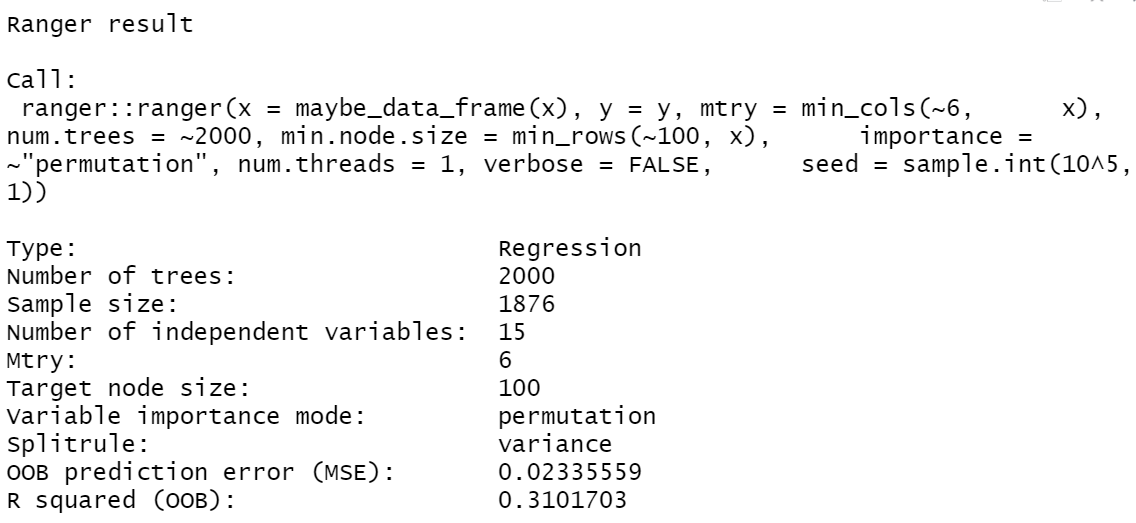 Ranger result
Call:
ranger::ranger(x = maybe_data_frame(x), y = y, mtry = min_cols(~6,      x),
num.trees = ~2000, min.node.size = min_rows(~100, x),      importance =
~"permutation", num.threads = 1, verbose = FALSE,      seed = sample.int(10^5,
1))
Type:                             Regression
Number of trees:                  2000
Sample size:                      1876
Number of independent variables:  15
Mtry:                             6
Target node size:                 100
Variable importance mode:         permutation
Splitrule:                        variance
OOB prediction error (MSE):       0.02335559
R squared (OOB):                  0.3101703